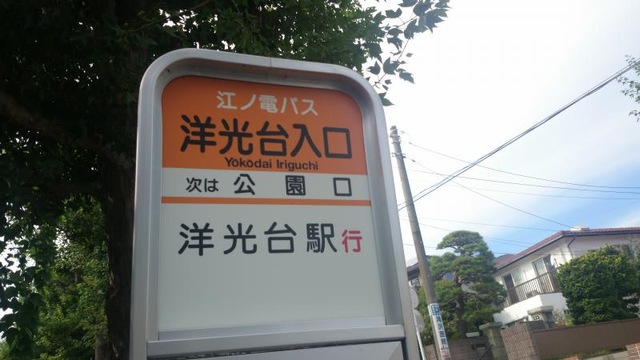 江ノ電バス
洋光台入口
Yōkōdai Iriguchi
次は 公園口
洋光台駅行